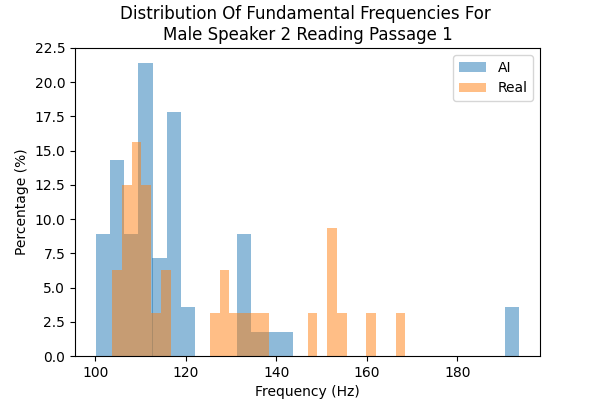 Distribution Of Fundamental Frequencies For
Male Speaker 2 Reading Passage 1
22.5
20.0
17.5
15.0
12.5
10.0
7.5
5.0
2.5
0.0
Percentage (%)
AI
Real
100 120 140 160 180
Frequency (Hz)